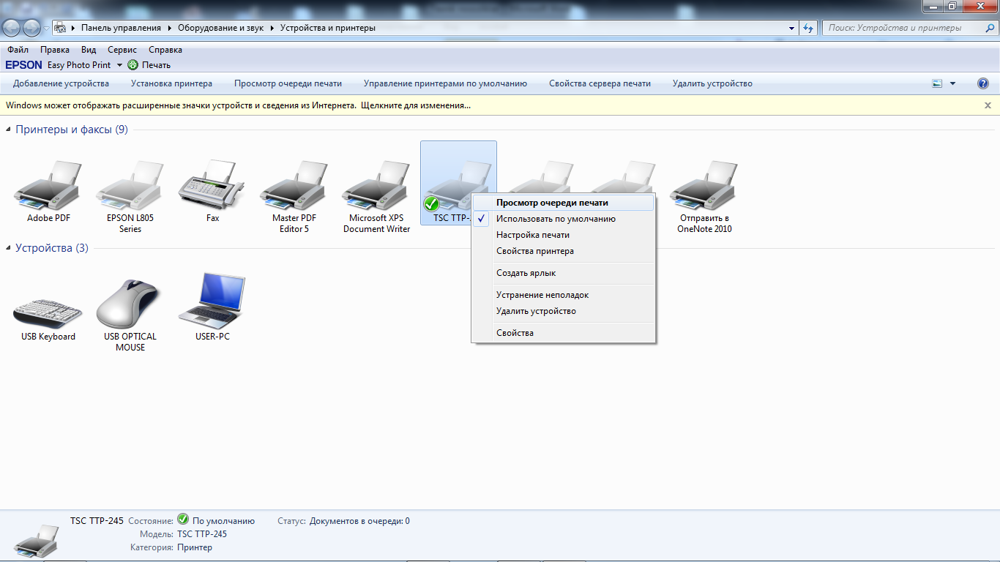 Панель управления ▸ Оборудование и звук ▸ Устройства и принтеры
Поиск: Устройства и принтеры
Файл Правка Вид Сервис Справка
EPSON Easy Photo Print Печать
Добавление устройства Установка принтера Просмотр очереди печати Управление принтерами по умолчанию Свойства сервера печати Удалить устройство
Windows может отображать расширенные значки устройств и сведения из Интернета. Щелкните для изменения...
Принтеры и факсы (9)
Adobe PDF
EPSON L805
Series
Fax
Master PDF
Editor 5
Microsoft XPS
Document Writer
TSC TTP-
Отправить в
OneNote 2010
Просмотр очереди печати
Использовать по умолчанию
Настройка печати
Свойства принтера
Создать ярлык
Устранение неполадок
Удалить устройство
Свойства
Устройства (3)
USB Keyboard
USB OPTICAL
MOUSE
USER-PC
TSC TTP-245 Состояние: По умолчанию Статус: Документов в очереди: 0
Модель: TSC TTP-245
Категория: Принтер